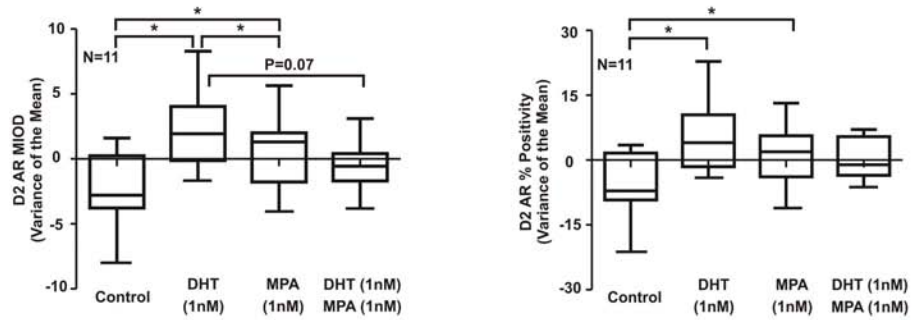 *
* *
N=11
P=0.07
D2 AR MIOD
(Variance of the Mean)
10
5
0
-5
-10
Control
DHT
(1nM)
MPA
(1nM)
DHT (1nM)
MPA (1nM)
*
*
N=11
D2 AR % Positivity
(Variance of the Mean)
30
15
0
-15
-30
Control
DHT
(1nM)
MPA
(1nM)
DHT (1nM)
MPA (1nM)